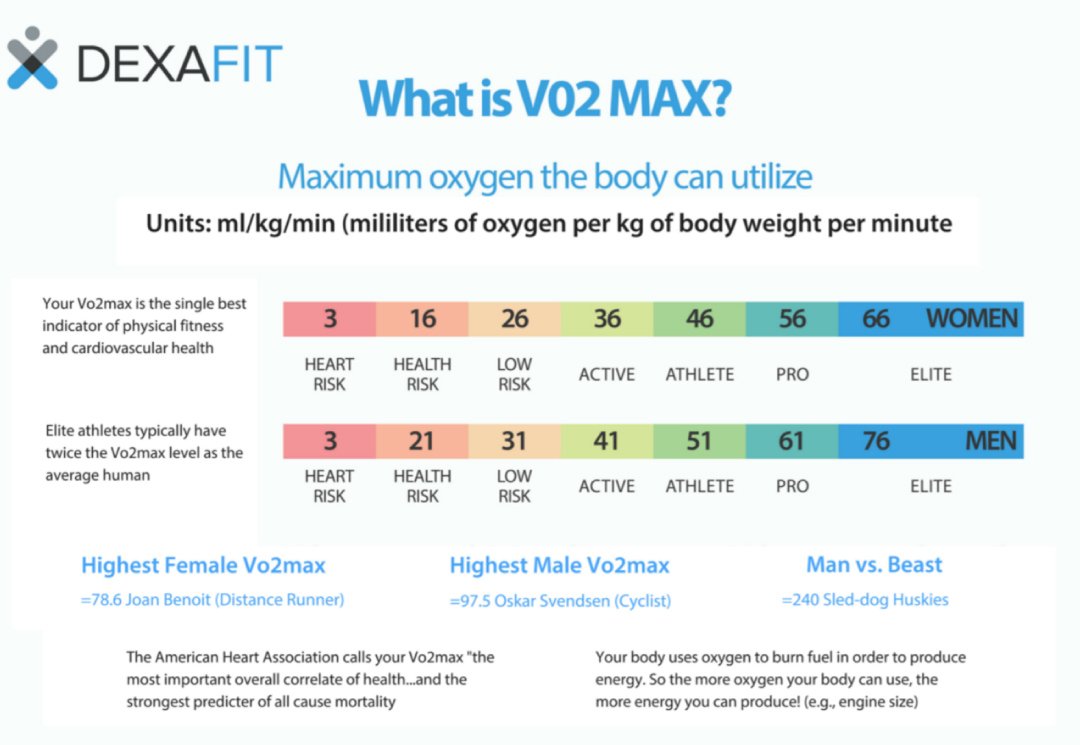 DEXAFIT
What is V02 MAX?
Maximum oxygen the body can utilize
Units: ml/kg/min (mililiters of oxygen per kg of body weight per minute
Your Vo2max is the single best
indicator of physical fitness
and cardiovascular health
3 16 26 36 46 56 66 WOMEN
HEART RISK HEALTH RISK LOW RISK ACTIVE ATHLETE PRO ELITE
Elite athletes typically have
twice the Vo2max level as the
average human
3 21 31 41 51 61 76 MEN
HEART RISK HEALTH RISK LOW RISK ACTIVE ATHLETE PRO ELITE
Highest Female Vo2max
=78.6 Joan Benoit (Distance Runner)
Highest Male Vo2max
=97.5 Oskar Svendsen (Cyclist)
Man vs. Beast
=240 Sled-dog Huskies
The American Heart Association calls your Vo2max "the
most important overall correlate of health...and the
strongest predicter of all cause mortality
Your body uses oxygen to burn fuel in order to produce
energy. So the more oxygen your body can use, the
more energy you can produce! (e.g., engine size)